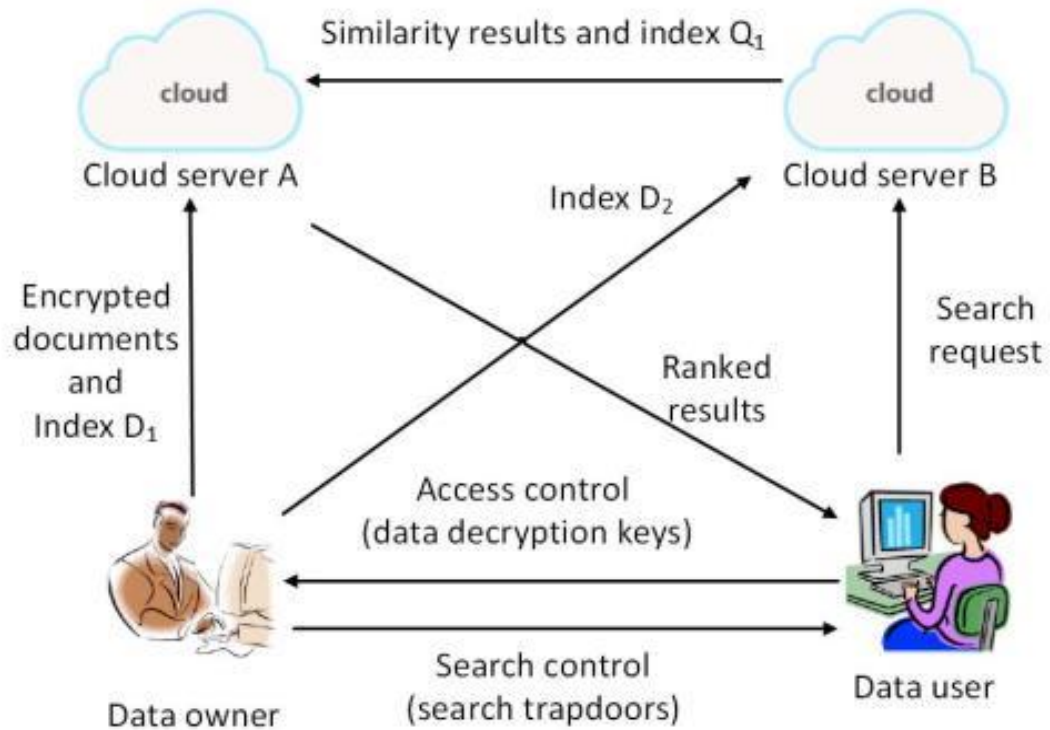 Similarity results and index Q₁
cloud
cloud
Cloud server A
Cloud server B
Index D₂
Encrypted
documents
and
Index D₁
Search
request
Ranked
results
Access control
(data decryption keys)
Search control
(search trapdoors)
Data owner
Data user